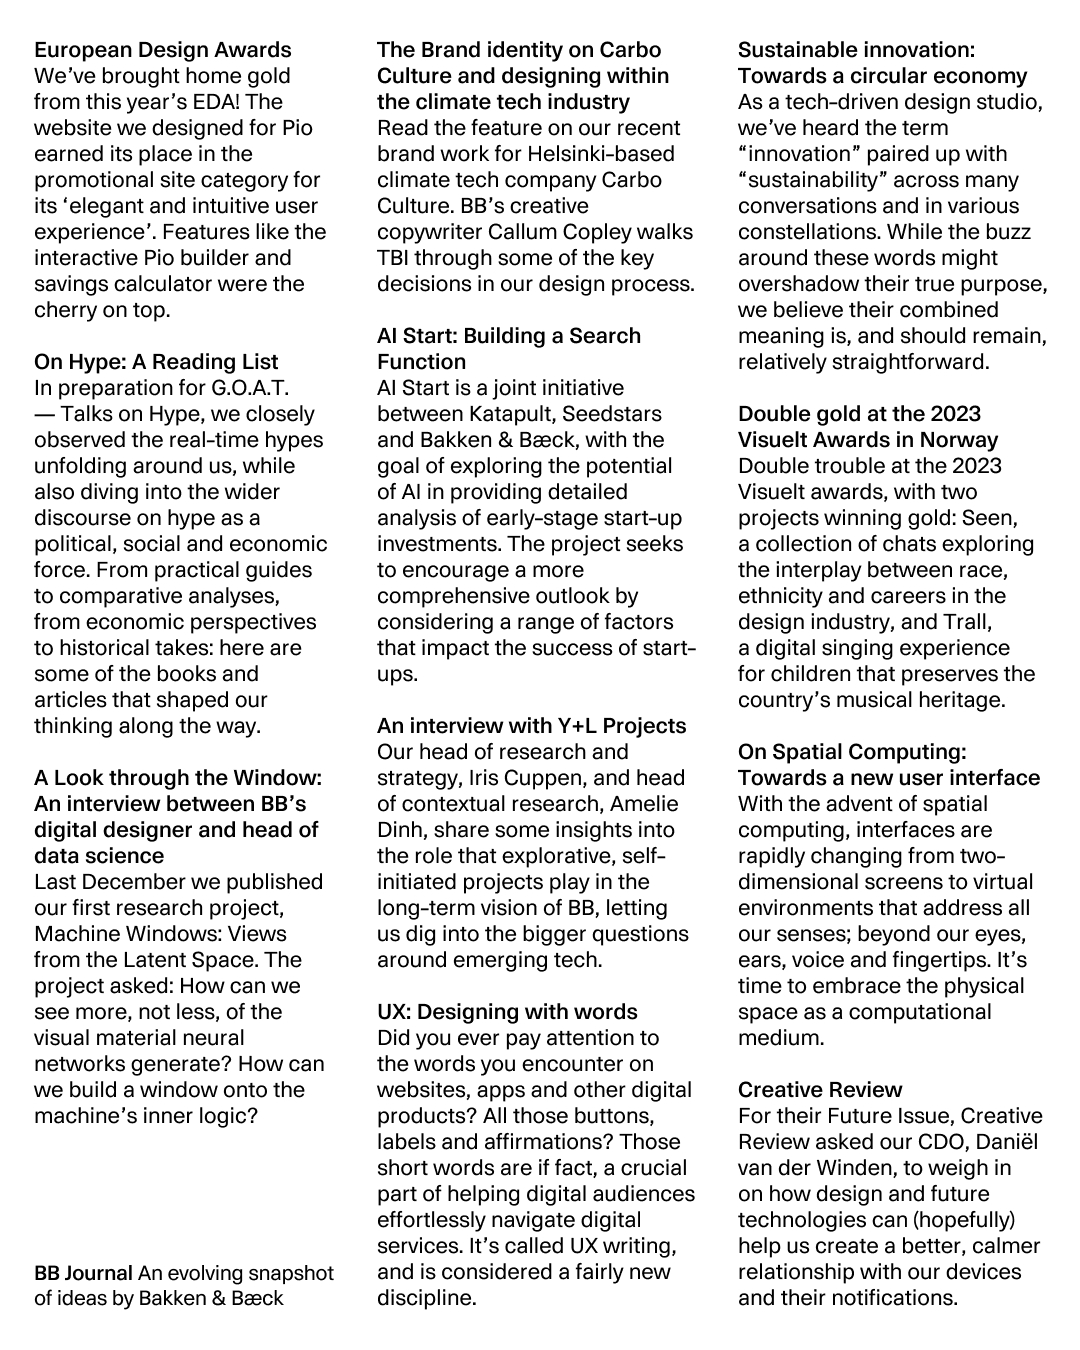 European Design Awards
We’ve brought home gold
from this year’s EDA! The
website we designed for Pio
earned its place in the
promotional site category for
its ‘elegant and intuitive user
experience’. Features like the
interactive Pio builder and
savings calculator were the
cherry on top.
On Hype: A Reading List
In preparation for G.O.A.T.
— Talks on Hype, we closely
observed the real-time hypes
unfolding around us, while
also diving into the wider
discourse on hype as a
political, social and economic
force. From practical guides
to comparative analyses,
from economic perspectives
to historical takes: here are
some of the books and
articles that shaped our
thinking along the way.
A Look through the Window:
An interview between BB’s
digital designer and head of
data science
Last December we published
our first research project,
Machine Windows: Views
from the Latent Space. The
project asked: How can we
see more, not less, of the
visual material neural
networks generate? How can
we build a window onto the
machine’s inner logic?
BB Journal An evolving snapshot
of ideas by Bakken & Bæck
The Brand identity on Carbo
Culture and designing within
the climate tech industry
Read the feature on our recent
brand work for Helsinki-based
climate tech company Carbo
Culture. BB’s creative
copywriter Callum Copley walks
TBI through some of the key
decisions in our design process.
AI Start: Building a Search
Function
AI Start is a joint initiative
between Katapult, Seedstars
and Bakken & Bæck, with the
goal of exploring the potential
of AI in providing detailed
analysis of early-stage start-up
investments. The project seeks
to encourage a more
comprehensive outlook by
considering a range of factors
that impact the success of start-
ups.
An interview with Y+L Projects
Our head of research and
strategy, Iris Cuppen, and head
of contextual research, Amelie
Dinh, share some insights into
the role that explorative, self-
initiated projects play in the
long-term vision of BB, letting
us dig into the bigger questions
around emerging tech.
UX: Designing with words
Did you ever pay attention to
the words you encounter on
websites, apps and other digital
products? All those buttons,
labels and affirmations? Those
short words are if fact, a crucial
part of helping digital audiences
effortlessly navigate digital
services. It’s called UX writing,
and is considered a fairly new
discipline.
Sustainable innovation:
Towards a circular economy
As a tech-driven design studio,
we’ve heard the term
“innovation” paired up with
“sustainability” across many
conversations and in various
constellations. While the buzz
around these words might
overshadow their true purpose,
we believe their combined
meaning is, and should remain,
relatively straightforward.
Double gold at the 2023
Visuelt Awards in Norway
Double trouble at the 2023
Visuelt awards, with two
projects winning gold: Seen,
a collection of chats exploring
the interplay between race,
ethnicity and careers in the
design industry, and Trall,
a digital singing experience
for children that preserves the
country’s musical heritage.
On Spatial Computing:
Towards a new user interface
With the advent of spatial
computing, interfaces are
rapidly changing from two-
dimensional screens to virtual
environments that address all
our senses; beyond our eyes,
ears, voice and fingertips. It’s
time to embrace the physical
space as a computational
medium.
Creative Review
For their Future Issue, Creative
Review asked our CDO, Daniël
van der Winden, to weigh in
on how design and future
technologies can (hopefully)
help us create a better, calmer
relationship with our devices
and their notifications.